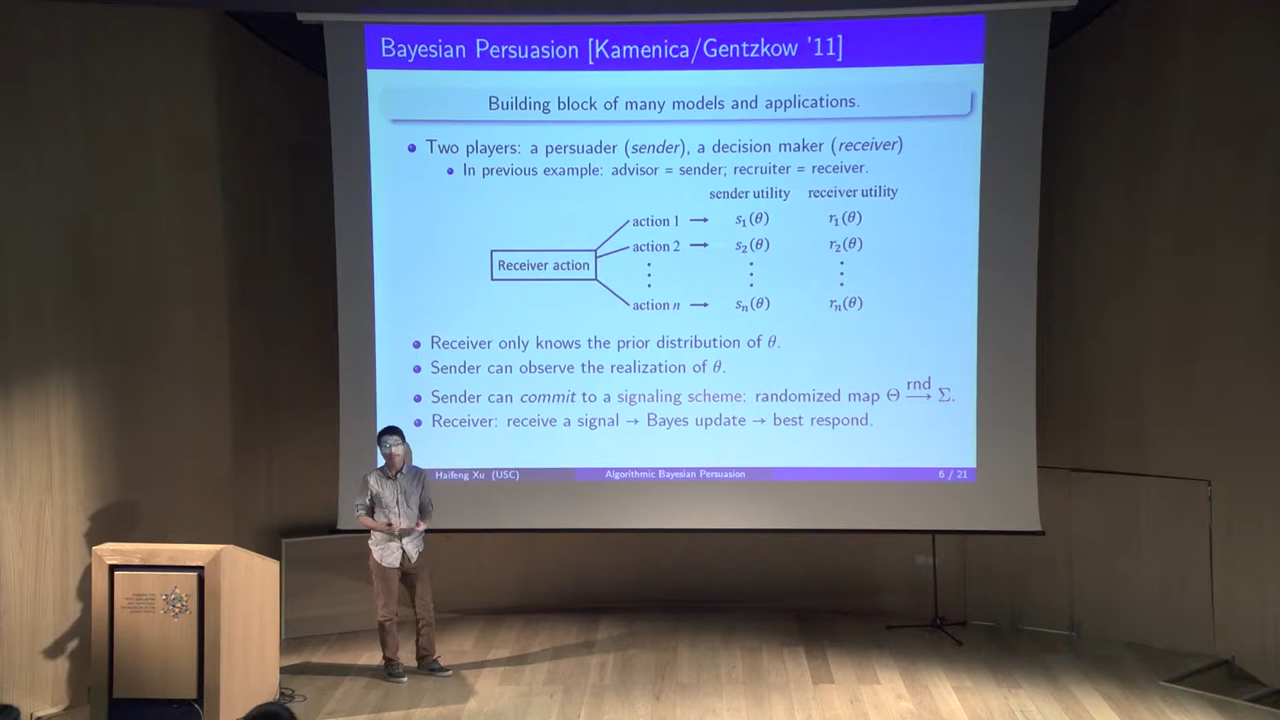 Bayesian Persuasion [Kamenica/Gentzkow '11]
Building block of many models and applications.
Two players: a persuader (sender), a decision maker (receiver)
In previous example: advisor = sender; recruiter = receiver.
sender utility receiver utility
action 1 → s₁(θ) r₁(θ)
action 2 → s₂(θ) r₂(θ)
Receiver action
action n → sₙ(θ) rₙ(θ)
Receiver only knows the prior distribution of θ.
Sender can observe the realization of θ.
Sender can commit to a signaling scheme: randomized map Θ rnd⟶ Σ.
Receiver: receive a signal → Bayes update → best respond.
Haifeng Xu (USC) Algorithmic Bayesian Persuasion 6 / 21